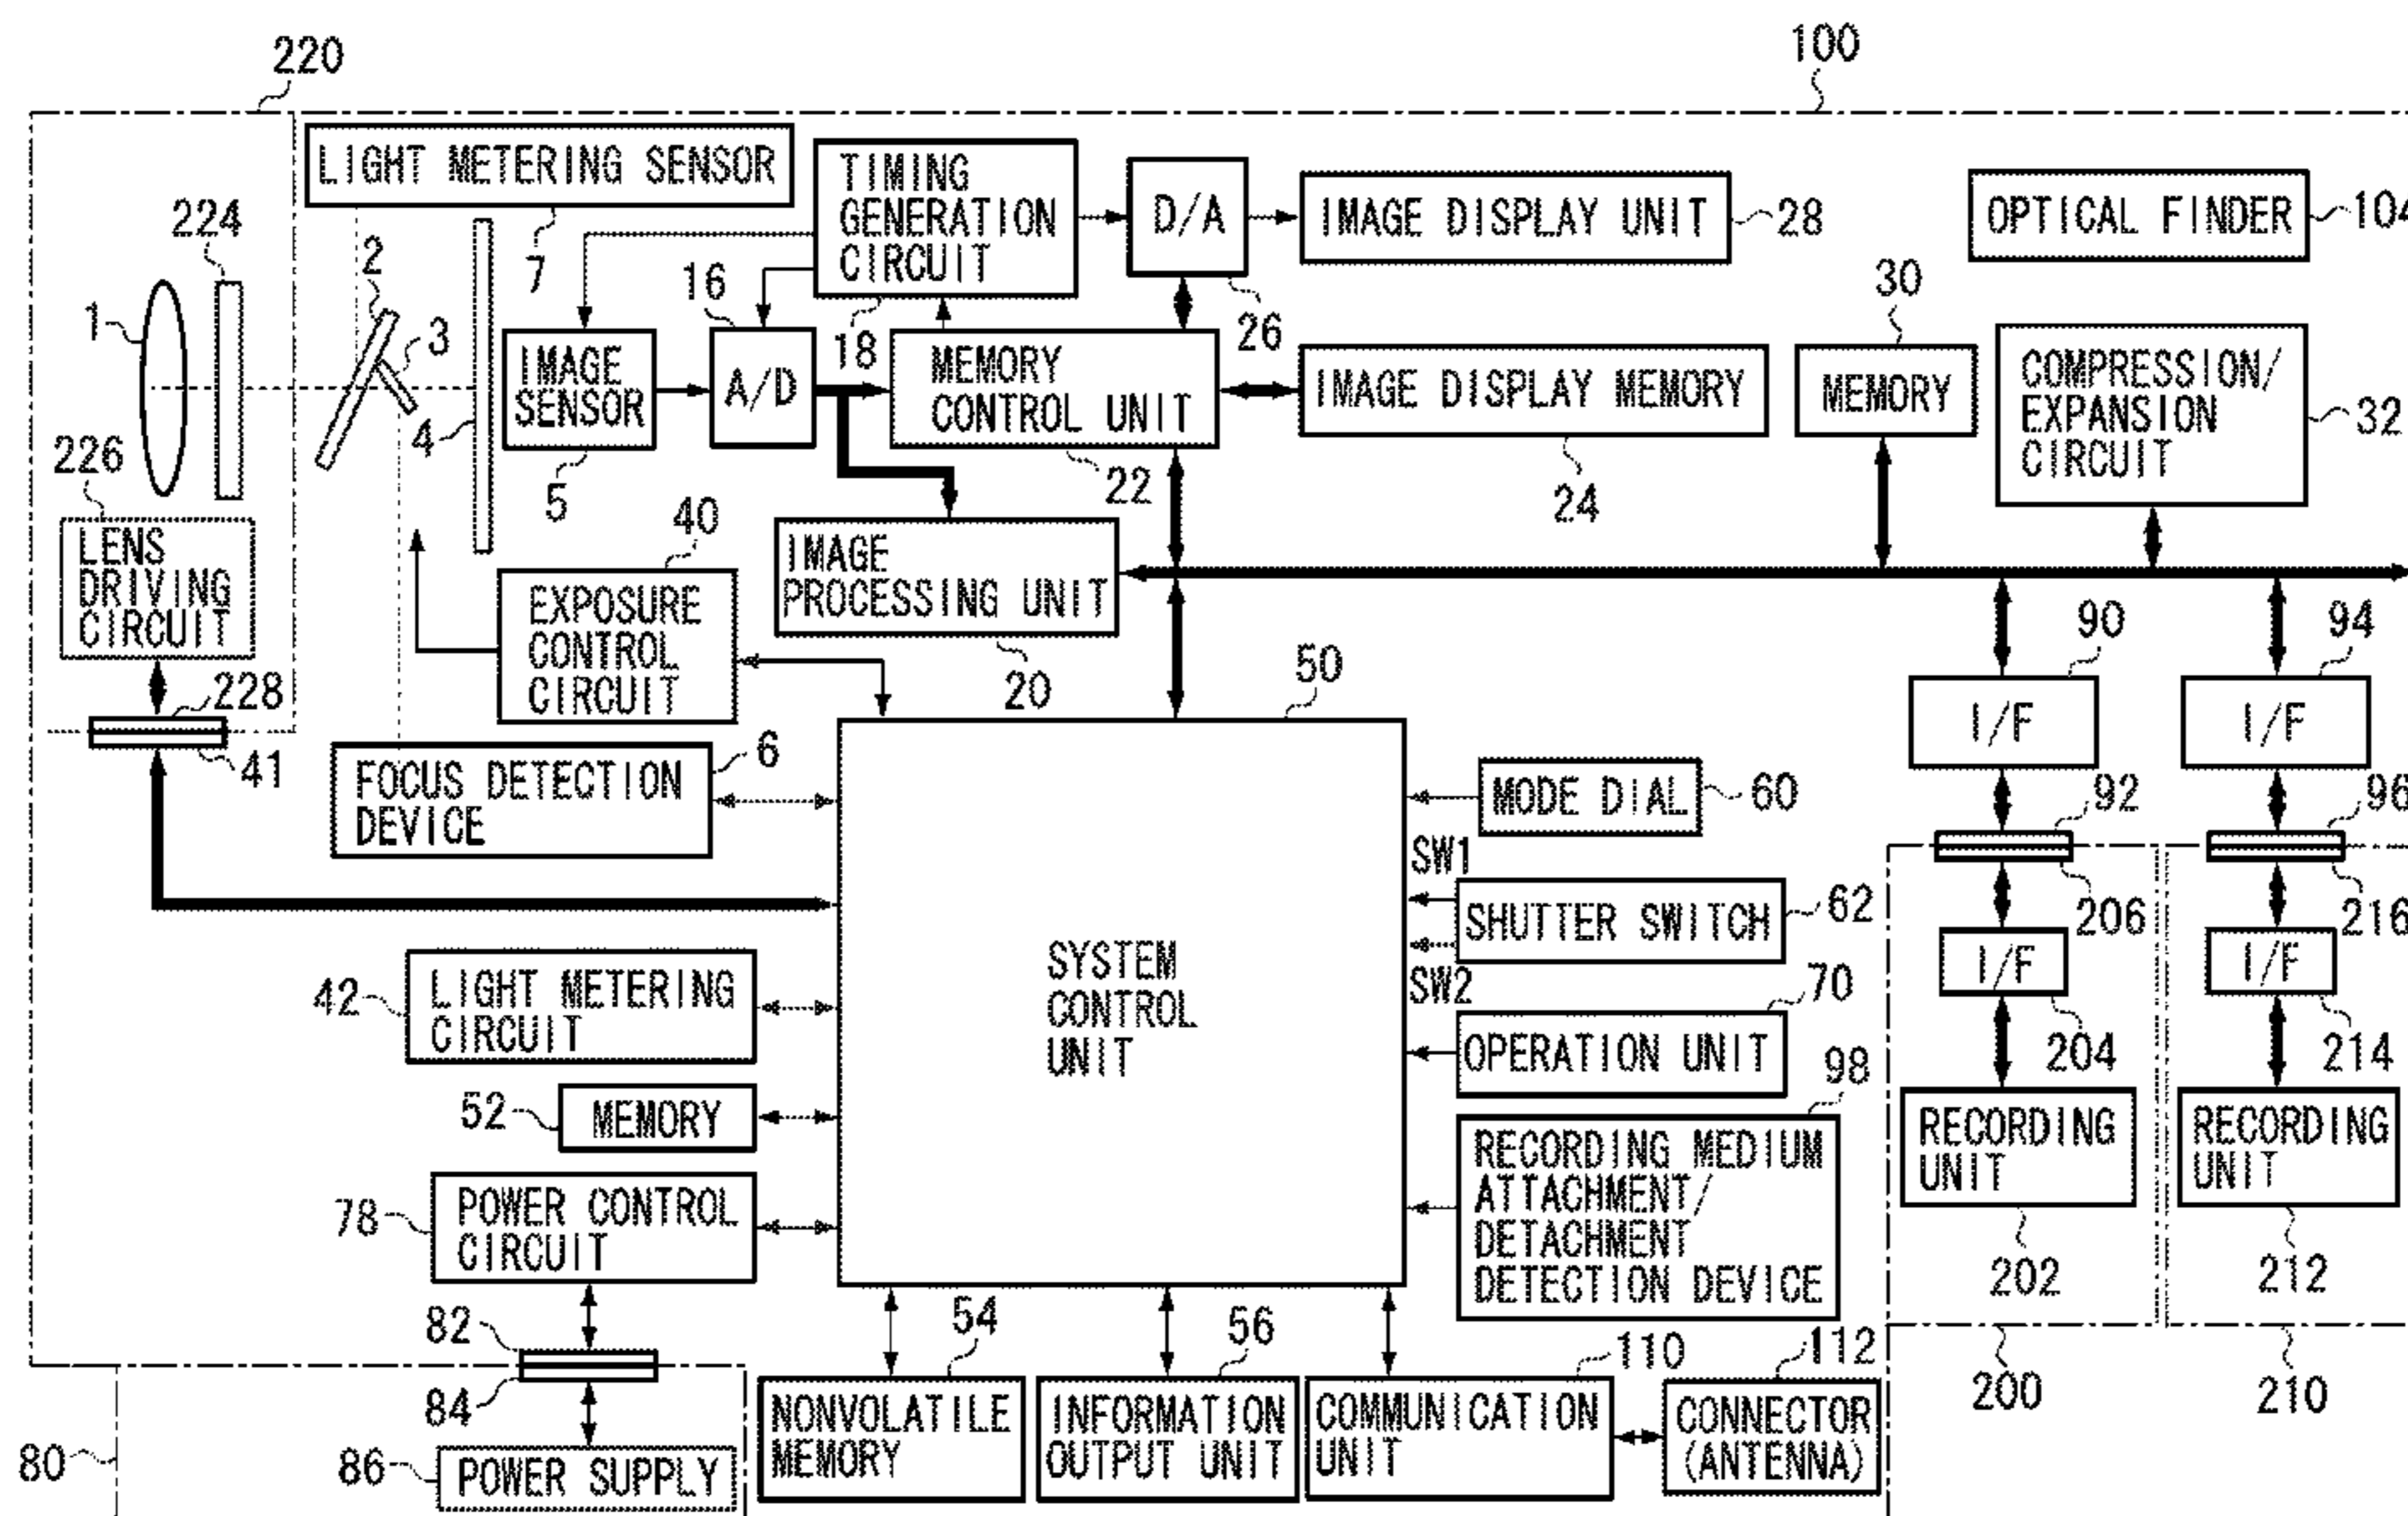 220
100
LIGHT METERING SENSOR
7
TIMING
GENERATION
CIRCUIT
18
D/A
26
IMAGE DISPLAY UNIT
28
OPTICAL FINDER
104
224
1
2
3
4
16
IMAGE
SENSOR
5
A/D
MEMORY
CONTROL UNIT
22
IMAGE DISPLAY MEMORY
24
30
MEMORY
COMPRESSION/
EXPANSION
CIRCUIT
32
226
LENS
DRIVING
CIRCUIT
228
41
40
EXPOSURE
CONTROL
CIRCUIT
IMAGE
PROCESSING UNIT
20
50
90
94
I/F
I/F
FOCUS DETECTION
DEVICE
6
MODE DIAL
60
92
96
SW1
SHUTTER SWITCH
62
SW2
206
216
SYSTEM
CONTROL
UNIT
42
LIGHT METERING
CIRCUIT
70
OPERATION UNIT
I/F
I/F
204
214
52
MEMORY
98
RECORDING MEDIUM
ATTACHMENT/
DETACHMENT
DETECTION DEVICE
RECORDING
UNIT
RECORDING
UNIT
202
212
78
POWER CONTROL
CIRCUIT
82
84
54
56
110
112
200
210
80
86
POWER SUPPLY
NONVOLATILE
MEMORY
INFORMATION
OUTPUT UNIT
COMMUNICATION
UNIT
CONNECTOR
(ANTENNA)